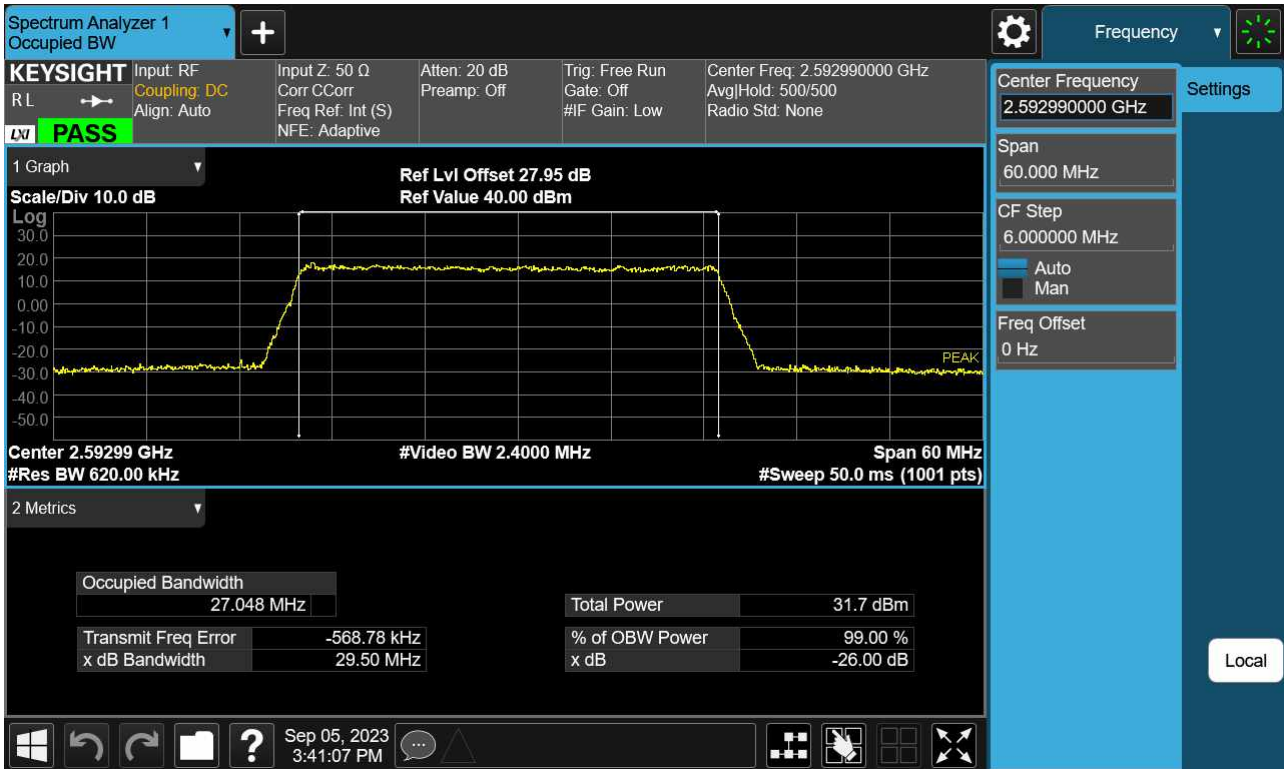 Spectrum Analyzer 1
Occupied BW
Frequency
KEYSIGHT
R L
LXI
PASS
Input: RF
Coupling: DC
Align: Auto
Input Z: 50 Ω
Corr CCorr
Freq Ref: Int (S)
NFE: Adaptive
Atten: 20 dB
Preamp: Off
Trig: Free Run
Gate: Off
#IF Gain: Low
Center Freq: 2.592990000 GHz
Avg|Hold: 500/500
Radio Std: None
Center Frequency
2.592990000 GHz
Settings
Span
60.000 MHz
CF Step
6.000000 MHz
Auto
Man
Freq Offset
0 Hz
Local
1 Graph
Ref Lvl Offset 27.95 dB
Scale/Div 10.0 dB
Ref Value 40.00 dBm
Log
30.0
20.0
10.0
0.00
-10.0
-20.0
-30.0
-40.0
-50.0
PEAK
Center 2.59299 GHz
#Video BW 2.4000 MHz
Span 60 MHz
#Res BW 620.00 kHz
#Sweep 50.0 ms (1001 pts)
2 Metrics
Occupied Bandwidth
27.048 MHz
Total Power 31.7 dBm
Transmit Freq Error -568.78 kHz
% of OBW Power 99.00 %
x dB Bandwidth 29.50 MHz
x dB -26.00 dB
?
Sep 05, 2023
3:41:07 PM